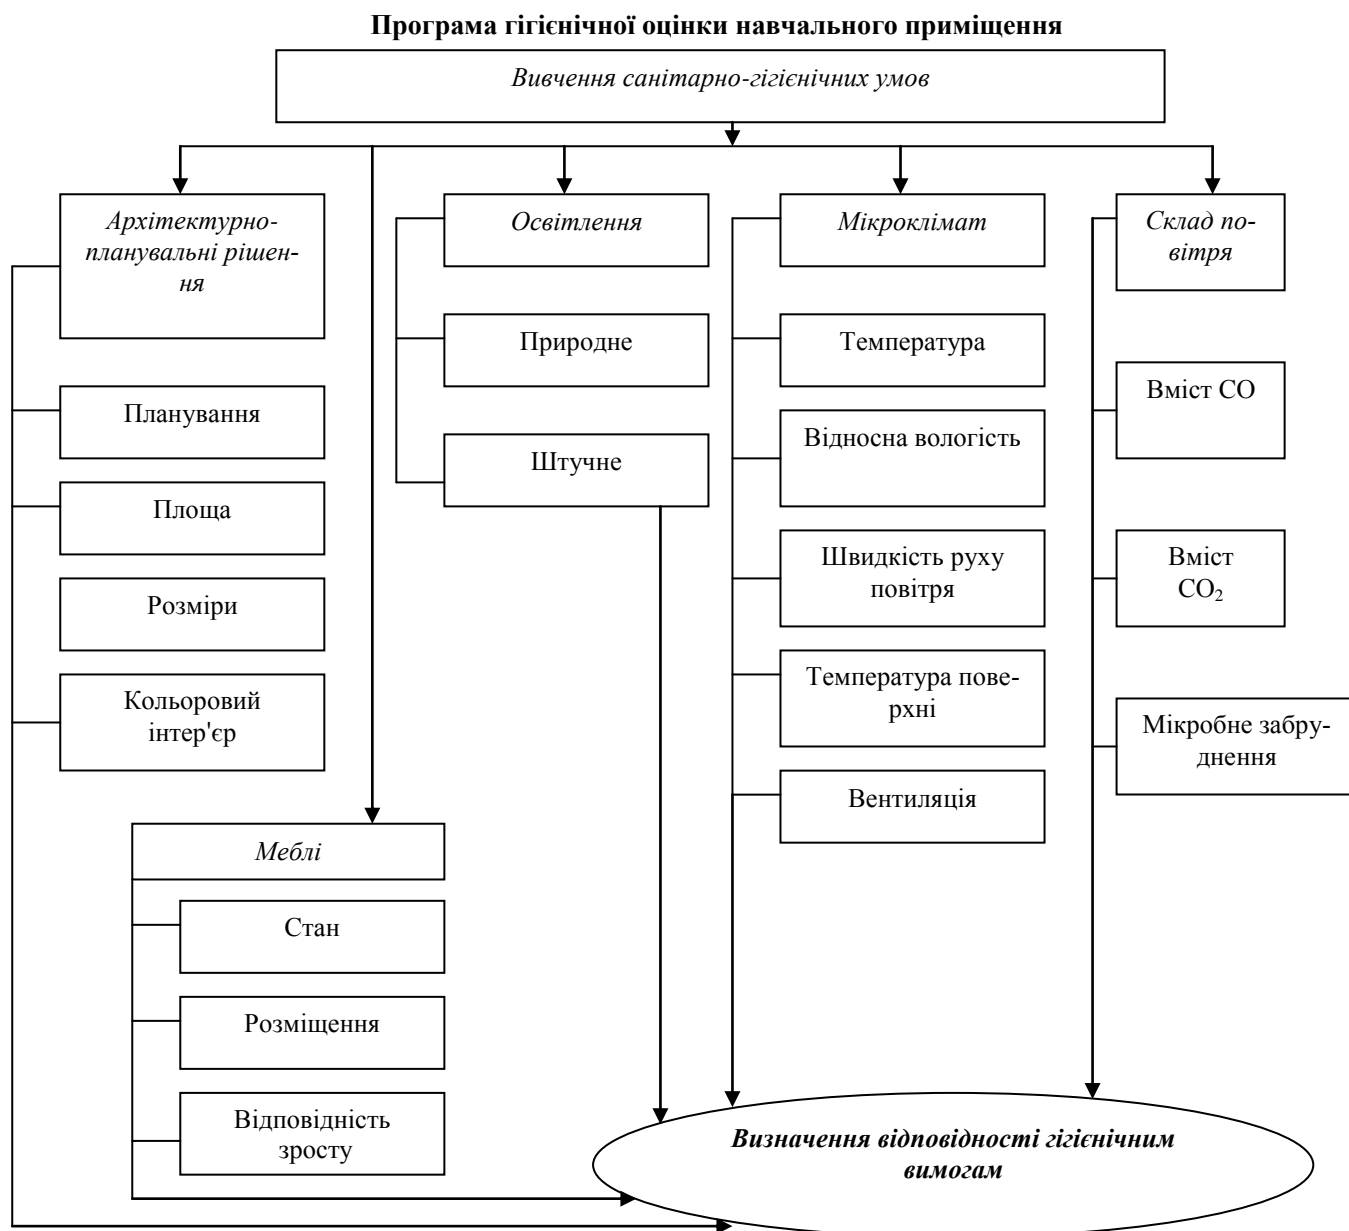 Програма гігієнічної оцінки навчального приміщення
Вивчення санітарно-гігієнічних умов
Архітектурно-
планувальні рішен-
ня
Планування
Площа
Розміри
Кольоровий
інтер'єр
Меблі
Стан
Розміщення
Відповідність
зросту
Освітлення
Природне
Штучне
Мікроклімат
Температура
Відносна вологість
Швидкість руху
повітря
Температура пове-
рхні
Вентиляція
Склад по-
вітря
Вміст СО
Вміст
СО₂
Мікробне забру-
днення
Визначення відповідності гігієнічним
вимогам